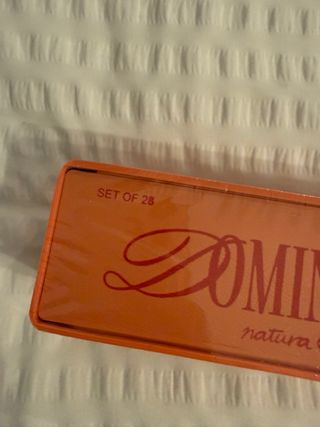 SET OF 28
DOMIN
natura